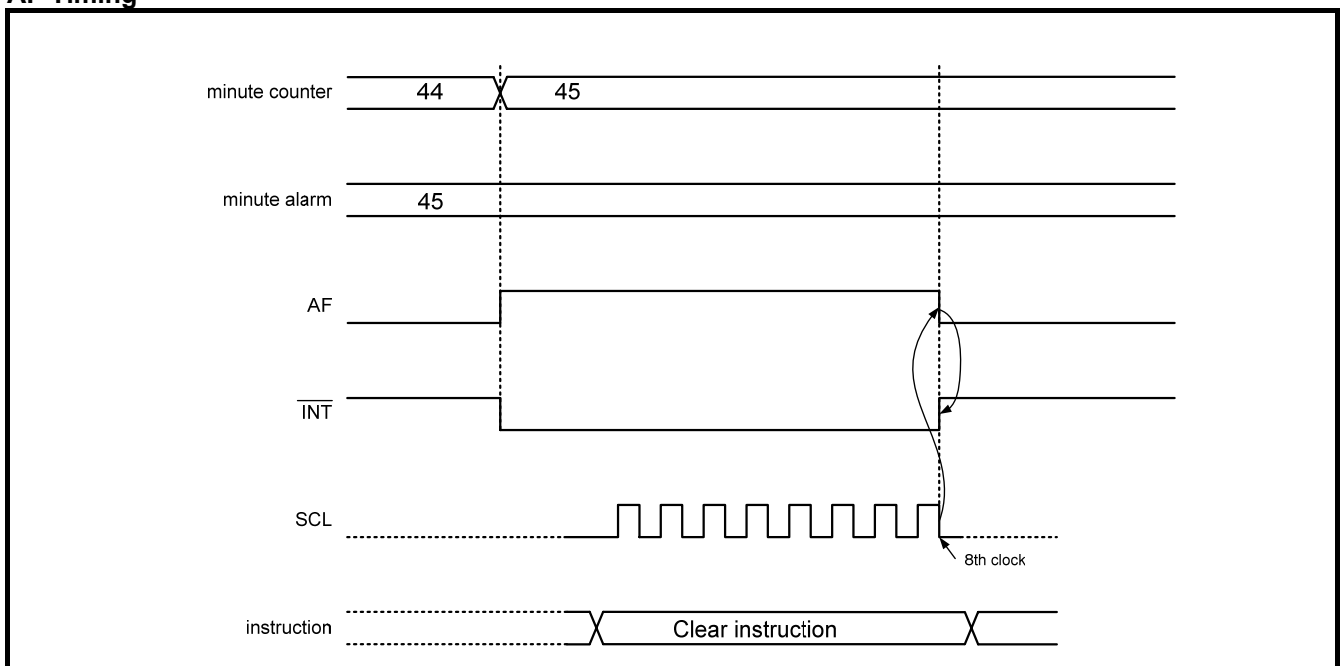 AF Timing
minute counter
44
45
minute alarm
45
AF
INT
SCL
8th clock
instruction
Clear instruction